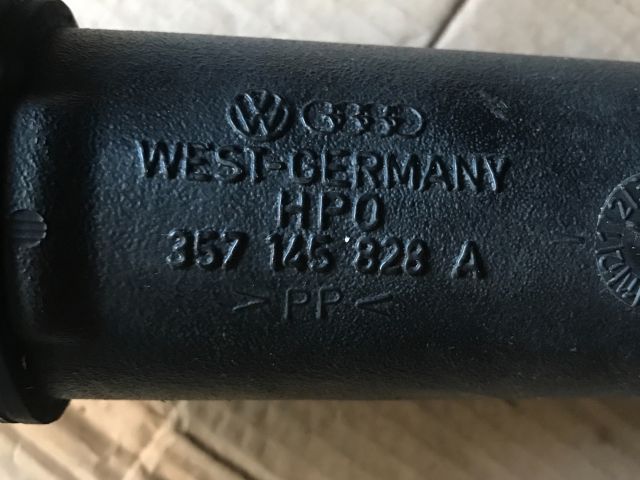 WEST-GERMANY
HPO
357 145 828 A
>PP<